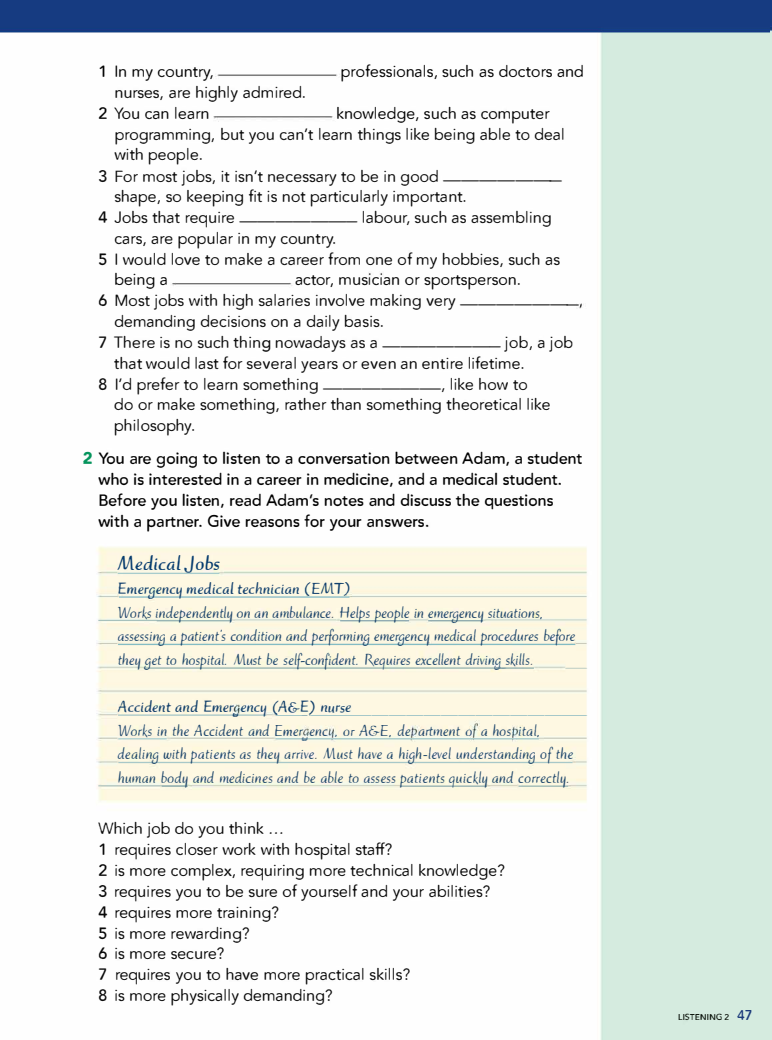 1 In my country, ______________ professionals, such as doctors and
nurses, are highly admired.
2 You can learn ______________ knowledge, such as computer
programming, but you can't learn things like being able to deal
with people.
3 For most jobs, it isn't necessary to be in good ______________
shape, so keeping fit is not particularly important.
4 Jobs that require ______________ labour, such as assembling
cars, are popular in my country.
5 I would love to make a career from one of my hobbies, such as
being a ______________ actor, musician or sportsperson.
6 Most jobs with high salaries involve making very ______________,
demanding decisions on a daily basis.
7 There is no such thing nowadays as a ______________ job, a job
that would last for several years or even an entire lifetime.
8 I'd prefer to learn something ______________, like how to
do or make something, rather than something theoretical like
philosophy.
2 You are going to listen to a conversation between Adam, a student
who is interested in a career in medicine, and a medical student.
Before you listen, read Adam's notes and discuss the questions
with a partner. Give reasons for your answers.
Medical Jobs
Emergency medical technician (EMT)
Works independently on an ambulance. Helps people in emergency situations,
assessing a patient's condition and performing emergency medical procedures before
they get to hospital. Must be self-confident. Requires excellent driving skills.
Accident and Emergency (A&E) nurse
Works in the Accident and Emergency, or A&E, department of a hospital,
dealing with patients as they arrive. Must have a high-level understanding of the
human body and medicines and be able to assess patients quickly and correctly.
Which job do you think …
1 requires closer work with hospital staff?
2 is more complex, requiring more technical knowledge?
3 requires you to be sure of yourself and your abilities?
4 requires more training?
5 is more rewarding?
6 is more secure?
7 requires you to have more practical skills?
8 is more physically demanding?
LISTENING 2 47